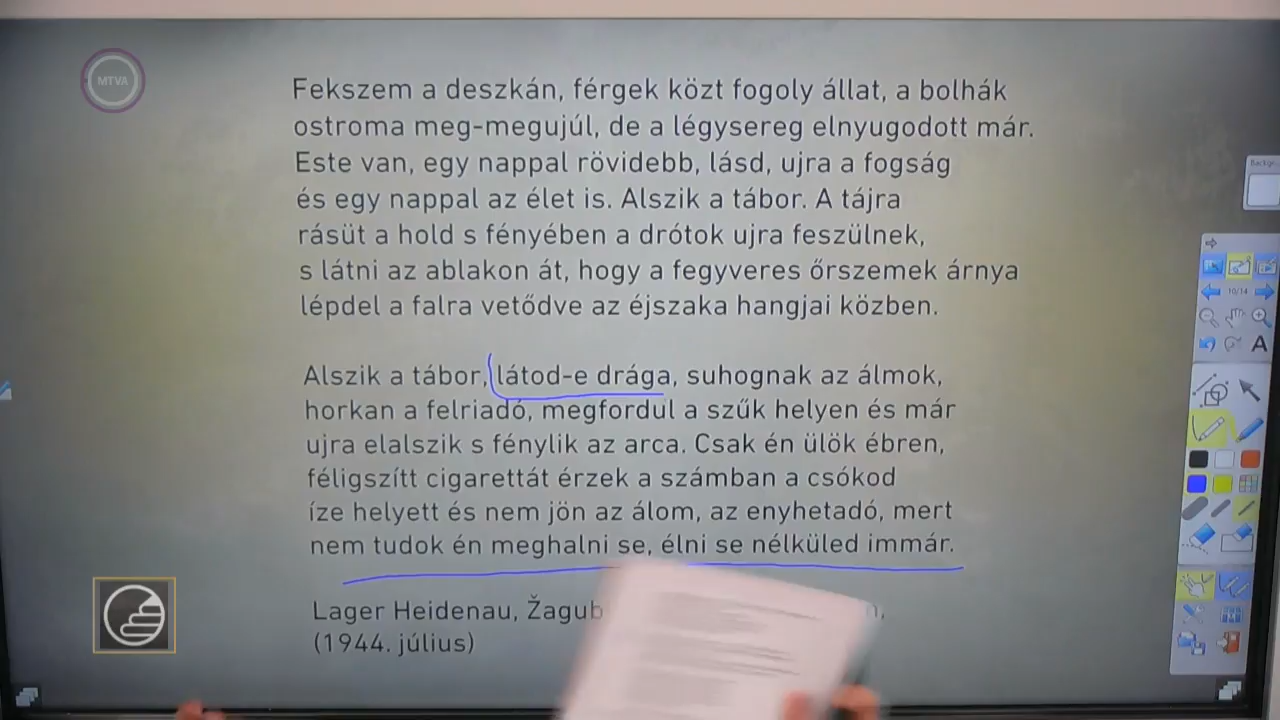 MTVA
Fekszem a deszkán, férgek közt fogoly állat, a bolhák
ostroma meg-megujúl, de a légysereg elnyugodott már.
Este van, egy nappal rövidebb, lásd, ujra a fogság
és egy nappal az élet is. Alszik a tábor. A tájra
rásüt a hold s fényében a drótok ujra feszülnek,
s látni az ablakon át, hogy a fegyveres őrszemek árnya
lépdel a falra vetődve az éjszaka hangjai közben.
Alszik a tábor, látod-e drága, suhognak az álmok,
horkan a felriadó, megfordul a szűk helyen és már
ujra elalszik s fénylik az arca. Csak én ülök ébren,
féligszítt cigarettát érzek a számban a csókod
íze helyett és nem jön az álom, az enyhetadó, mert
nem tudok én meghalni se, élni se nélküled immár.
Lager Heidenau, Žagub
(1944. július)
10/14
A